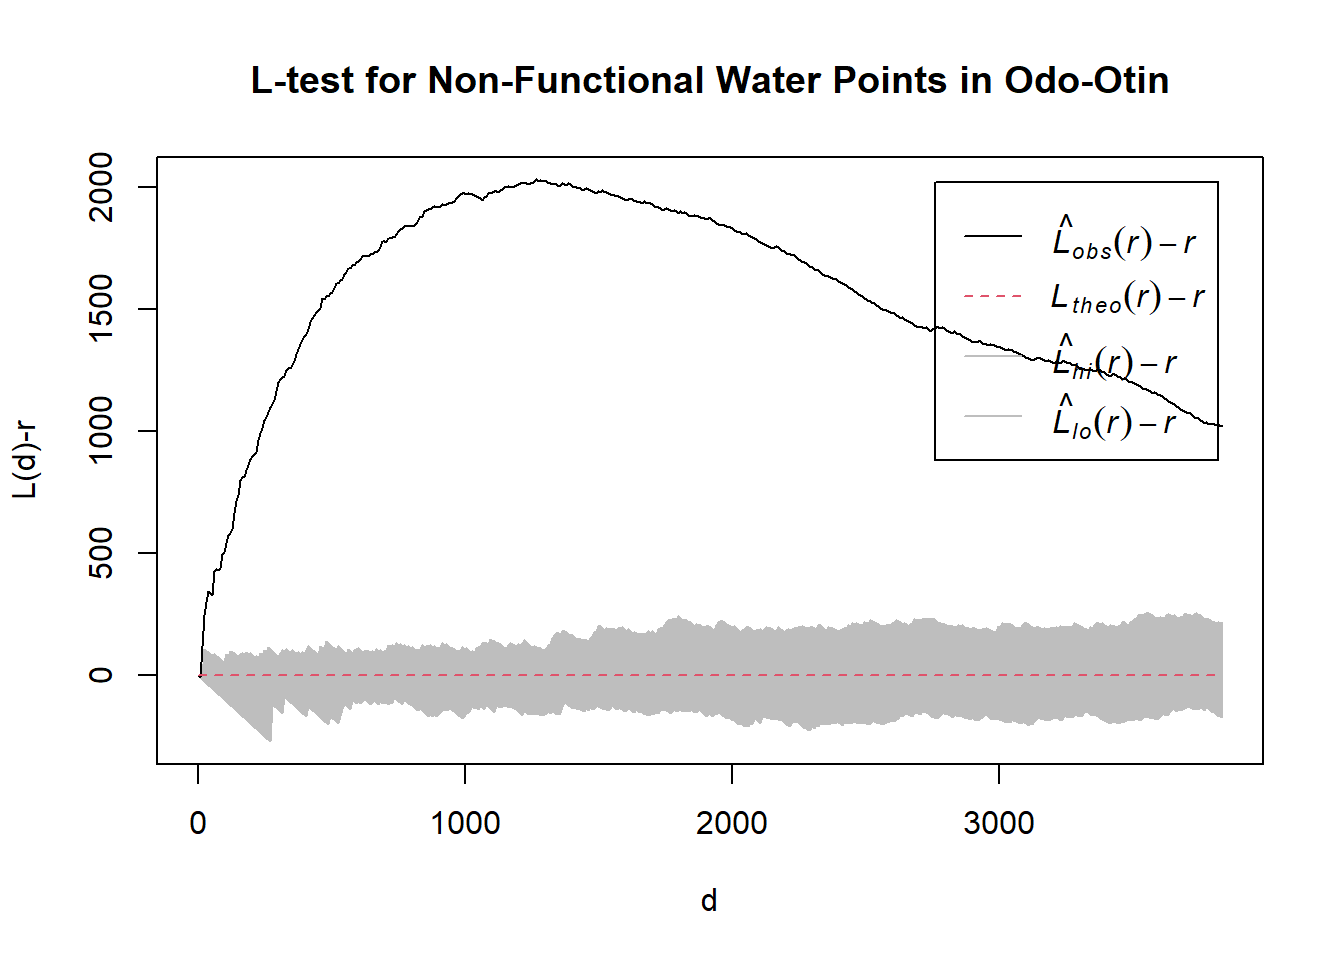 L-test for Non-Functional Water Points in Odo-Otin
L(d)-r
2000
1500
1000
500
0
L̂obs(r) – r
Ltheo(r) – r
L̂hi(r) – r
L̂lo(r) – r
0 1000 2000 3000
d